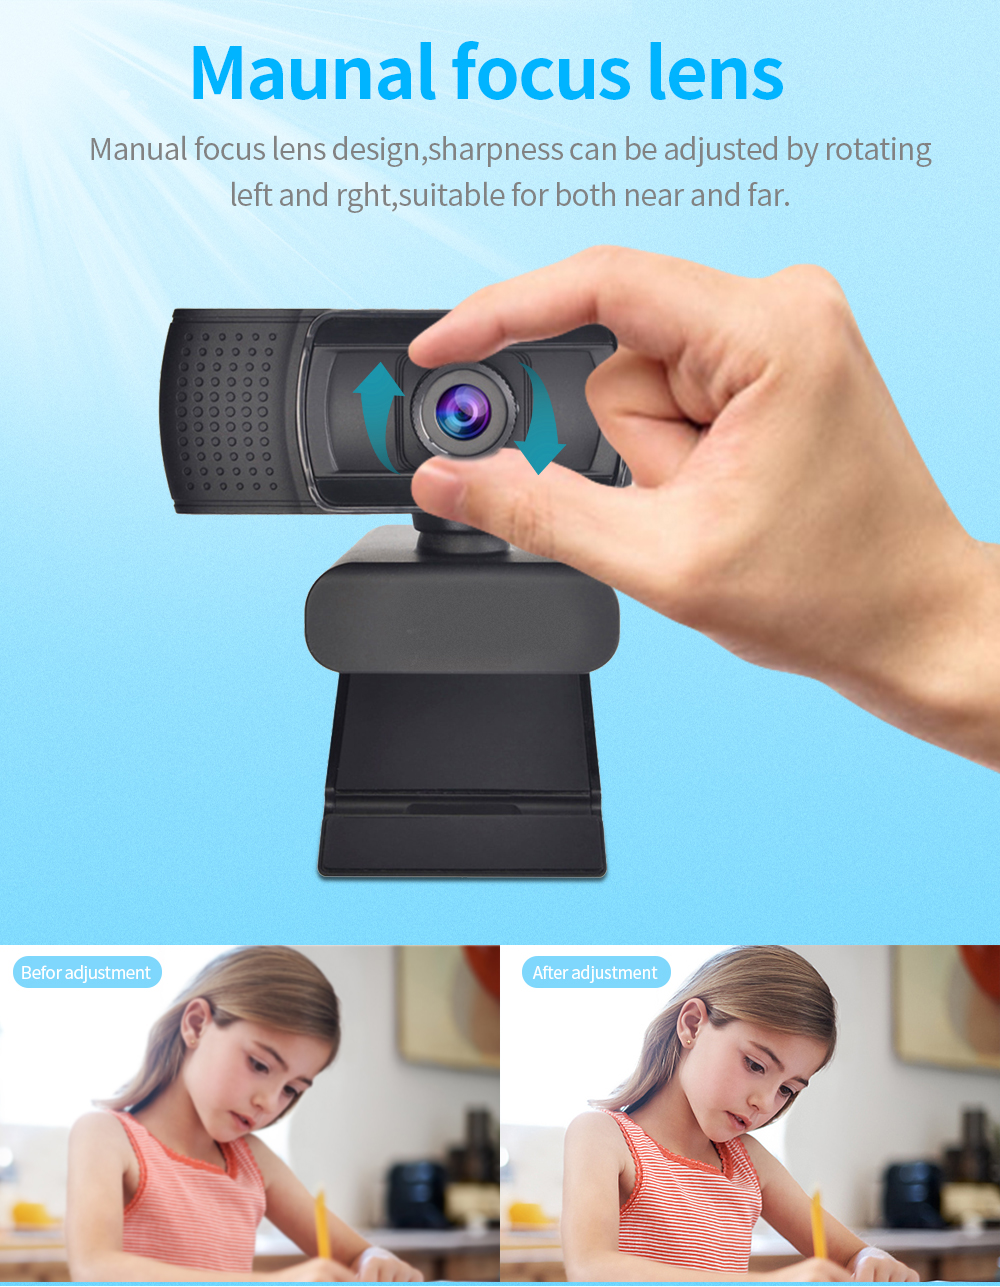 Maunal focus lens
Manual focus lens design,sharpness can be adjusted by rotating
left and rght,suitable for both near and far.
Befor adjustment
After adjustment